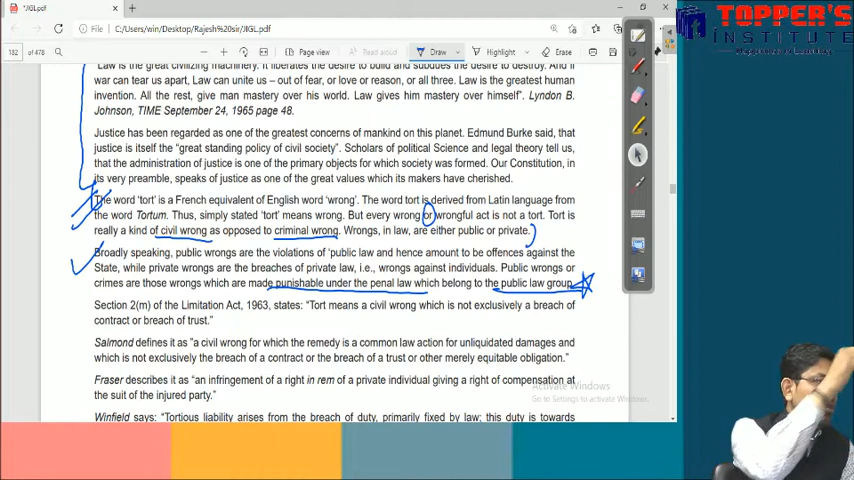 *JIGL.pdf
File
C:/Users/win/Desktop/Rajesh%20sir/JIGL.pdf
182 of 478
Page view
Read aloud
Draw
Highlight
Erase
TOPPER'S
INSTITUTE
"Law is the great civilizing machinery. It liberates the desire to build and subdues the desire to destroy. And if
war can tear us apart, Law can unite us – out of fear, or love or reason, or all three. Law is the greatest human
invention. All the rest, give man mastery over his world. Law gives him mastery over himself". Lyndon B.
Johnson, TIME September 24, 1965 page 48.
Justice has been regarded as one of the greatest concerns of mankind on this planet. Edmund Burke said, that
justice is itself the "great standing policy of civil society". Scholars of political Science and legal theory tell us,
that the administration of justice is one of the primary objects for which society was formed. Our Constitution, in
its very preamble, speaks of justice as one of the great values which its makers have cherished.
The word 'tort' is a French equivalent of English word 'wrong'. The word tort is derived from Latin language from
the word Tortum. Thus, simply stated 'tort' means wrong. But every wrong or wrongful act is not a tort. Tort is
really a kind of civil wrong as opposed to criminal wrong. Wrongs, in law, are either public or private.
Broadly speaking, public wrongs are the violations of 'public law and hence amount to be offences against the
State, while private wrongs are the breaches of private law, i.e., wrongs against individuals. Public wrongs or
crimes are those wrongs which are made punishable under the penal law which belong to the public law group.
Section 2(m) of the Limitation Act, 1963, states: "Tort means a civil wrong which is not exclusively a breach of
contract or breach of trust."
Salmond defines it as "a civil wrong for which the remedy is a common law action for unliquidated damages and
which is not exclusively the breach of a contract or the breach of a trust or other merely equitable obligation."
Fraser describes it as "an infringement of a right in rem of a private individual giving a right of compensation at
the suit of the injured party."
Winfield says: "Tortious liability arises from the breach of duty, primarily fixed by law; this duty is towards
Activate Windows
Go to Settings to activate Windows.